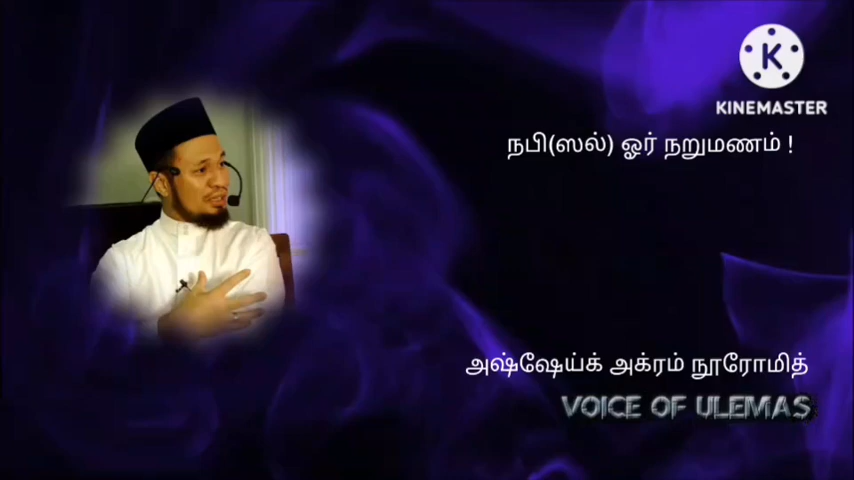 KINEMASTER
நபி(ஸல்) ஓர் நறுமணம் !
அஷ்ஷேய்க் அக்ரம் நூரோமித்
VOICE OF ULEMAS